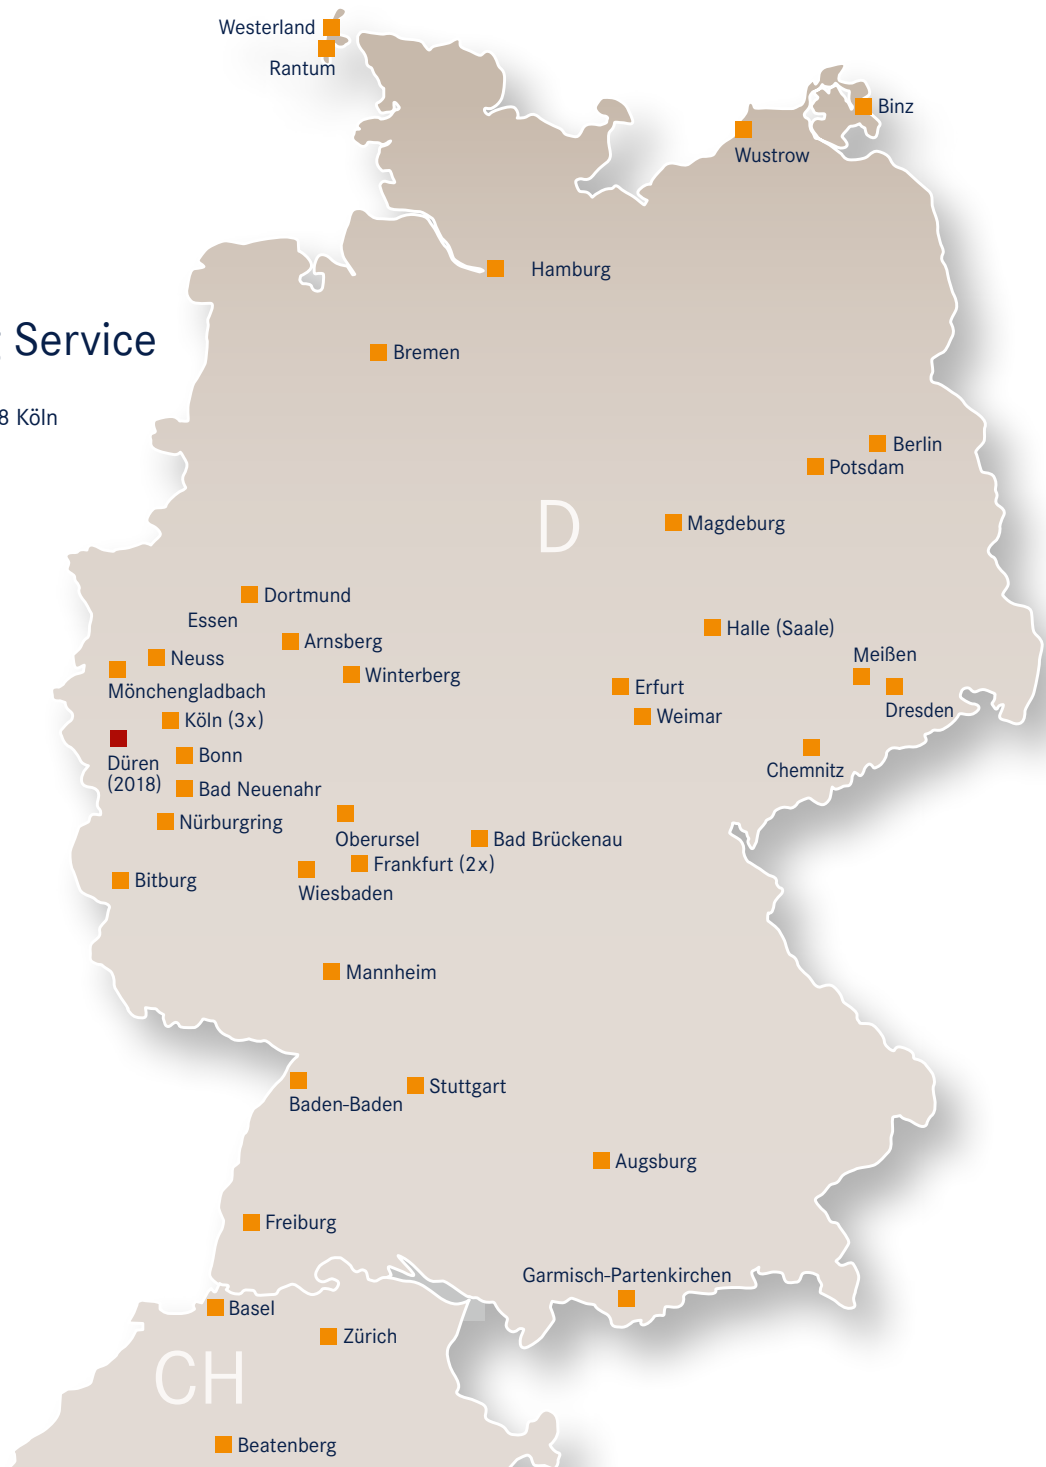 Westerland
Rantum
Binz
Wustrow
Hamburg
Service
Bremen
8 Köln
Berlin
Potsdam
D
Magdeburg
Dortmund
Essen
Halle (Saale)
Arnsberg
Neuss
Meißen
Winterberg
Mönchengladbach
Erfurt
Dresden
Weimar
Köln (3x)
Bonn
Düren
(2018)
Chemnitz
Bad Neuenahr
Nürburgring
Oberursel
Bad Brückenau
Frankfurt (2x)
Bitburg
Wiesbaden
Mannheim
Stuttgart
Baden-Baden
Augsburg
Freiburg
Garmisch-Partenkirchen
Basel
Zürich
CH
Beatenberg